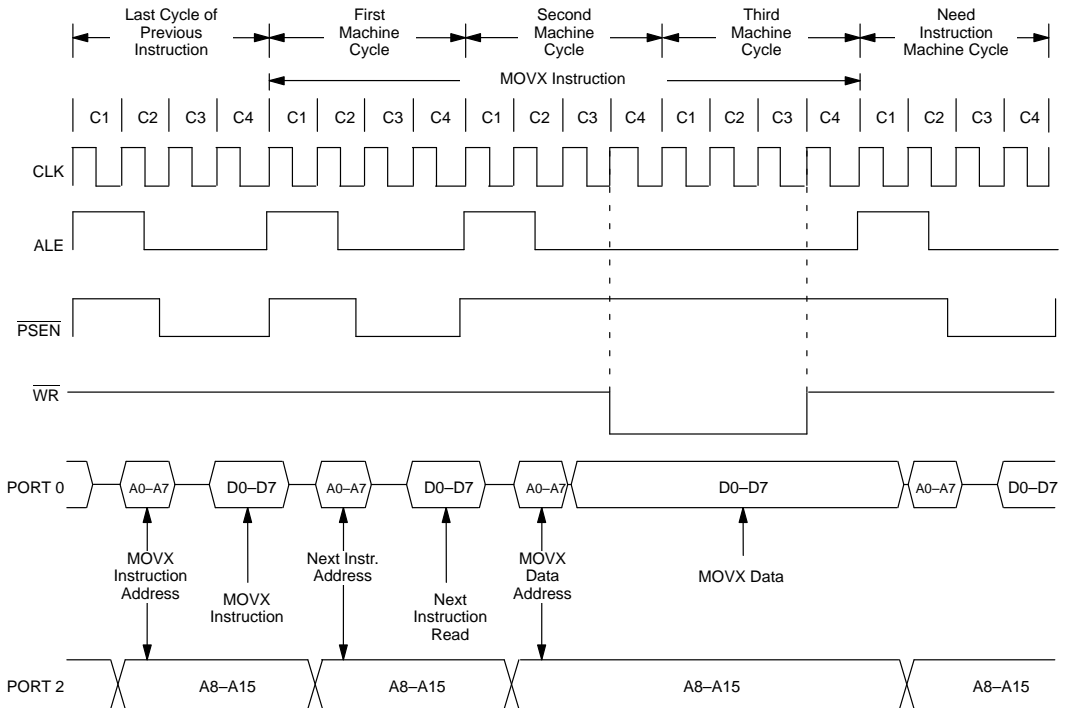 Last Cycle of
Previous
Instruction
First
Machine
Cycle
Second
Machine
Cycle
Third
Machine
Cycle
Need
Instruction
Machine Cycle
MOVX Instruction
C1 C2 C3 C4 C1 C2 C3 C4 C1 C2 C3 C4 C1 C2 C3 C4 C1 C2 C3 C4
CLK
ALE
PSEN
WR
PORT 0 A0–A7 D0–D7 A0–A7 D0–D7 A0–A7 D0–D7 A0–A7 D0–D7
MOVX
Instruction
Address
MOVX
Instruction
Next Instr.
Address
Next
Instruction
Read
MOVX
Data
Address
MOVX Data
PORT 2 A8–A15 A8–A15 A8–A15 A8–A15